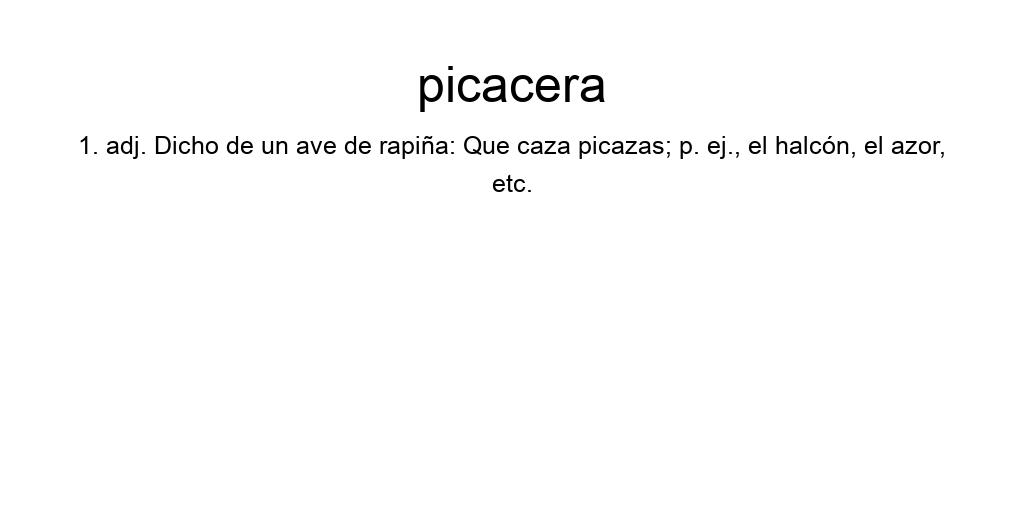 picacera
1. adj. Dicho de un ave de rapiña: Que caza picazas; p. ej., el halcón, el azor,
etc.